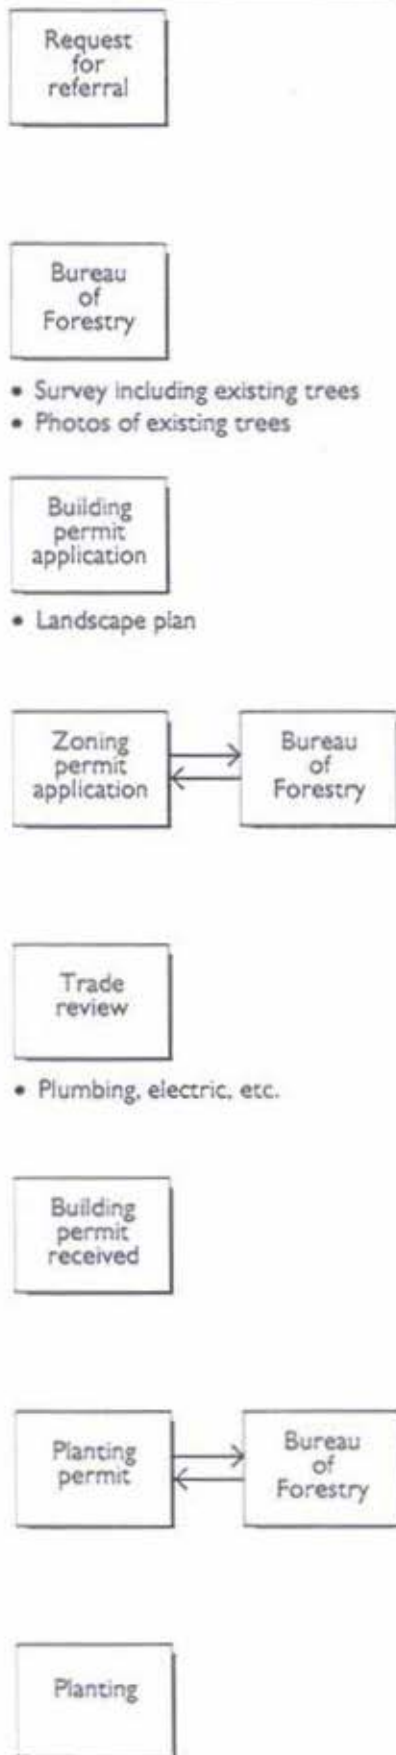 Request
for
referral
Bureau
of
Forestry
• Survey including existing trees
• Photos of existing trees
Building
permit
application
• Landscape plan
Zoning
permit
application
Bureau
of
Forestry
Trade
review
• Plumbing, electric, etc.
Building
permit
received
Planting
permit
Bureau
of
Forestry
Planting